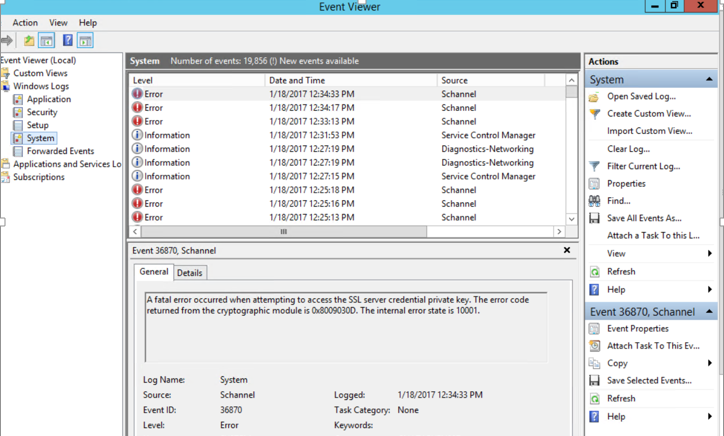 Event Viewer
Action View Help
Event Viewer (Local)
Custom Views
Windows Logs
Application
Security
Setup
System
Forwarded Events
Applications and Services Lo
Subscriptions
System Number of events: 19,856 (!) New events available
Level Date and Time Source
Error 1/18/2017 12:34:33 PM Schannel
Error 1/18/2017 12:34:17 PM Schannel
Error 1/18/2017 12:33:13 PM Schannel
Information 1/18/2017 12:31:53 PM Service Control Manager
Information 1/18/2017 12:27:19 PM Diagnostics-Networking
Information 1/18/2017 12:27:19 PM Diagnostics-Networking
Information 1/18/2017 12:27:15 PM Service Control Manager
Error 1/18/2017 12:25:18 PM Schannel
Error 1/18/2017 12:25:16 PM Schannel
Error 1/18/2017 12:25:13 PM Schannel
Event 36870, Schannel
General Details
A fatal error occurred when attempting to access the SSL server credential private key. The error code
returned from the cryptographic module is 0x8009030D. The internal error state is 10001.
Log Name: System
Source: Schannel Logged: 1/18/2017 12:34:33 PM
Event ID: 36870 Task Category: None
Level: Error Keywords:
Actions
System
Open Saved Log...
Create Custom View...
Import Custom View...
Clear Log...
Filter Current Log...
Properties
Find...
Save All Events As...
Attach a Task To this L...
View
Refresh
Help
Event 36870, Schannel
Event Properties
Attach Task To This Ev...
Copy
Save Selected Events...
Refresh
Help